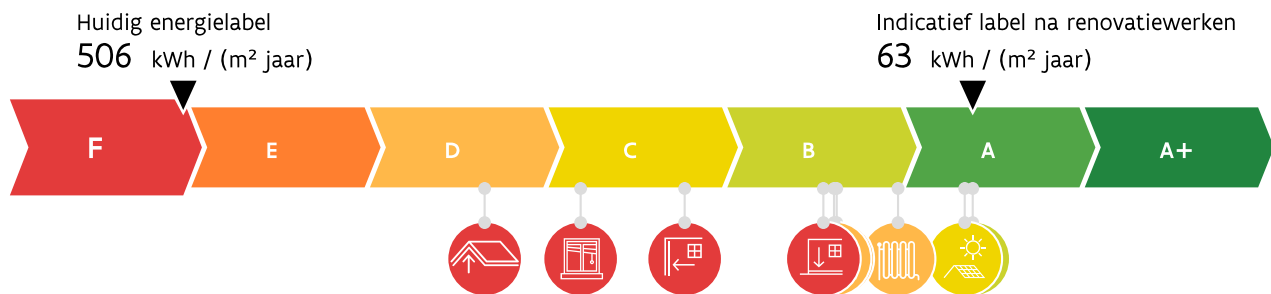 Huidig energielabel
506 kWh / (m² jaar)
Indicatief label na renovatiewerken
63 kWh / (m² jaar)
F E D C B A A+